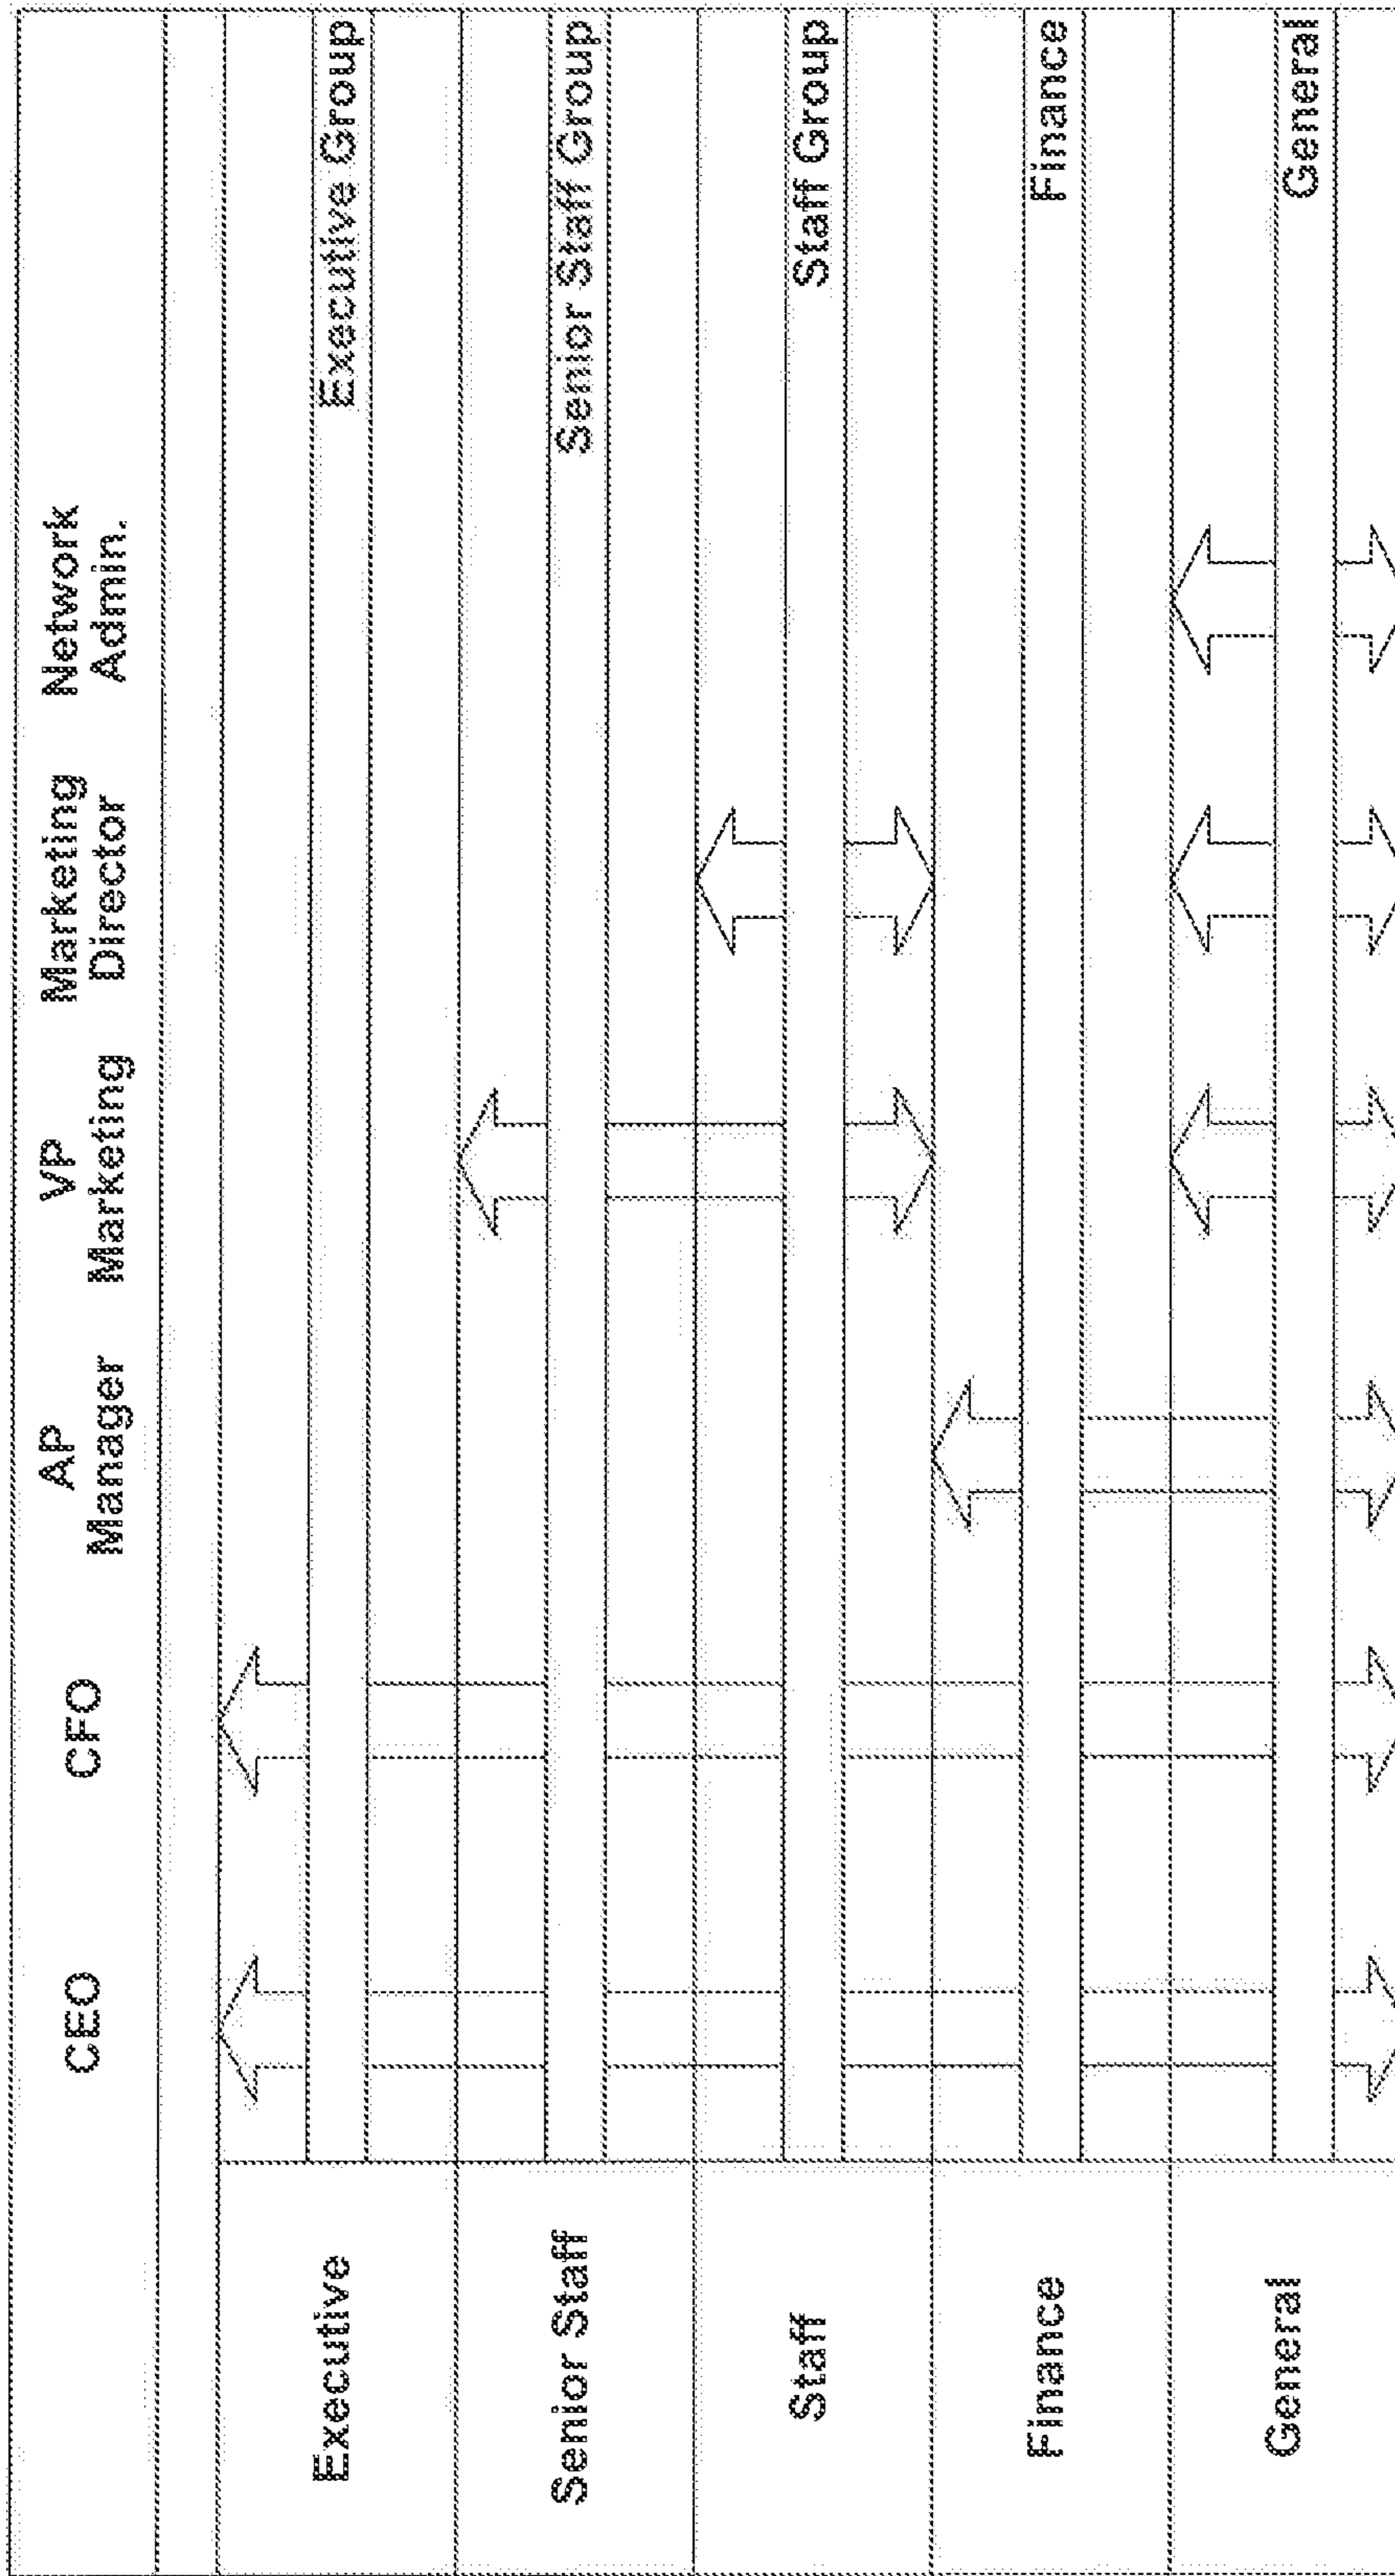 CEO
CFO
AP
Manager
VP
Marketing
Marketing
Director
Network
Admin.
Executive
Executive Group
Senior Staff
Senior Staff Group
Staff
Staff Group
Finance
Finance
General
General